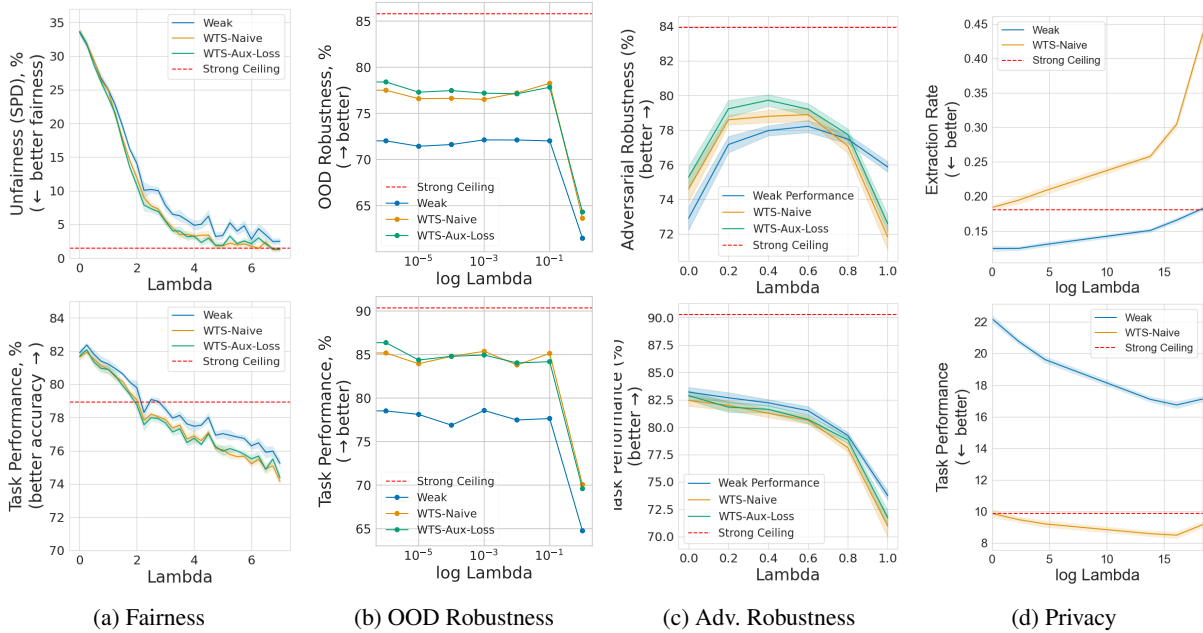 Unfairness (SPD), %
(← better fairness)
35
30
25
20
15
10
5
0
0
2
4
6
Lambda
Weak
WTS-Naive
WTS-Aux-Loss
Strong Ceiling
OOD Robustness, %
(→ better)
85
80
75
70
65
10⁻⁵
10⁻³
10⁻¹
log Lambda
Strong Ceiling
Weak
WTS-Naive
WTS-Aux-Loss
Adversarial Robustness (%)
(better →)
84
82
80
78
76
74
72
0.0
0.2
0.4
0.6
0.8
1.0
Lambda
Weak Performance
WTS-Naive
WTS-Aux-Loss
Strong Ceiling
Extraction Rate
(← better)
0.45
0.40
0.35
0.30
0.25
0.20
0.15
0.10
0
5
10
15
log Lambda
Weak
WTS-Naive
Strong Ceiling
Task Performance, %
(better accuracy →)
84
82
80
78
76
74
72
70
0
2
4
6
Lambda
Weak
WTS-Naive
WTS-Aux-Loss
Strong Ceiling
Task Performance, %
(→ better)
90
85
80
75
70
65
10⁻⁵
10⁻³
10⁻¹
log Lambda
Strong Ceiling
Weak
WTS-Naive
WTS-Aux-Loss
Task Performance (%)
(better →)
90.0
87.5
85.0
82.5
80.0
77.5
75.0
72.5
70.0
0.0
0.2
0.4
0.6
0.8
1.0
Lambda
Weak Performance
WTS-Naive
WTS-Aux-Loss
Strong Ceiling
Task Performance
(← better)
22
20
18
16
14
12
10
8
0
5
10
15
log Lambda
Weak
WTS-Naive
Strong Ceiling
(a) Fairness
(b) OOD Robustness
(c) Adv. Robustness
(d) Privacy